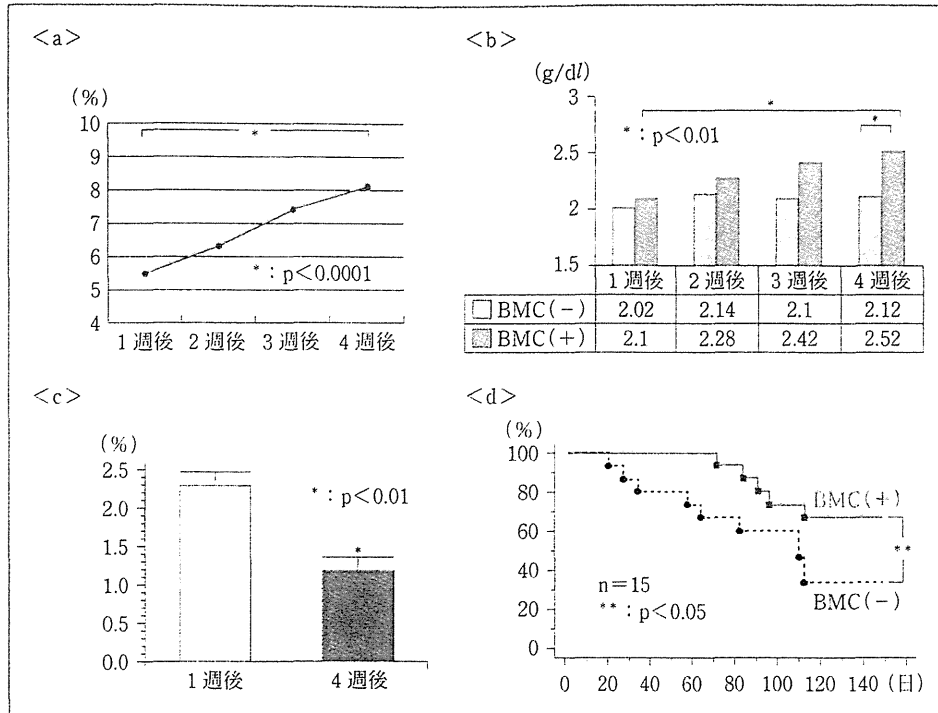 <a>
(%)
10
9
8
7
6
5
4
*
*：p<0.0001
1週後 2週後 3週後 4週後
<b>
(g/dl)
3
2.5
2
1.5
*
*
*：p<0.01
1週後 2週後 3週後 4週後
BMC(-) 2.02 2.14 2.1 2.12
BMC(+) 2.1 2.28 2.42 2.52
<c>
(%)
2.5
2.0
1.5
1.0
0.5
0.0
*：p<0.01
*
1週後 4週後
<d>
(%)
100
80
60
40
20
0
BMC(+)
**
BMC(-)
n=15
**：p<0.05
0 20 40 60 80 100 120 140 (日)